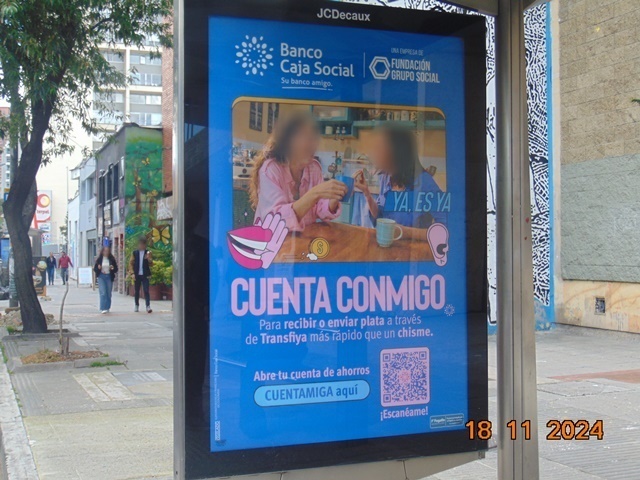 JCDecaux
Banco
Caja Social
Su banco amigo.
UNA EMPRESA DE
FUNDACIÓN
GRUPO SOCIAL
YA, ES YA
CUENTA CONMIGO
Para recibir o enviar plata a través
de Transfiya más rápido que un chisme.
Abre tu cuenta de ahorros
CUENTAMIGA aquí
¡Escanéame!
18 11 2024